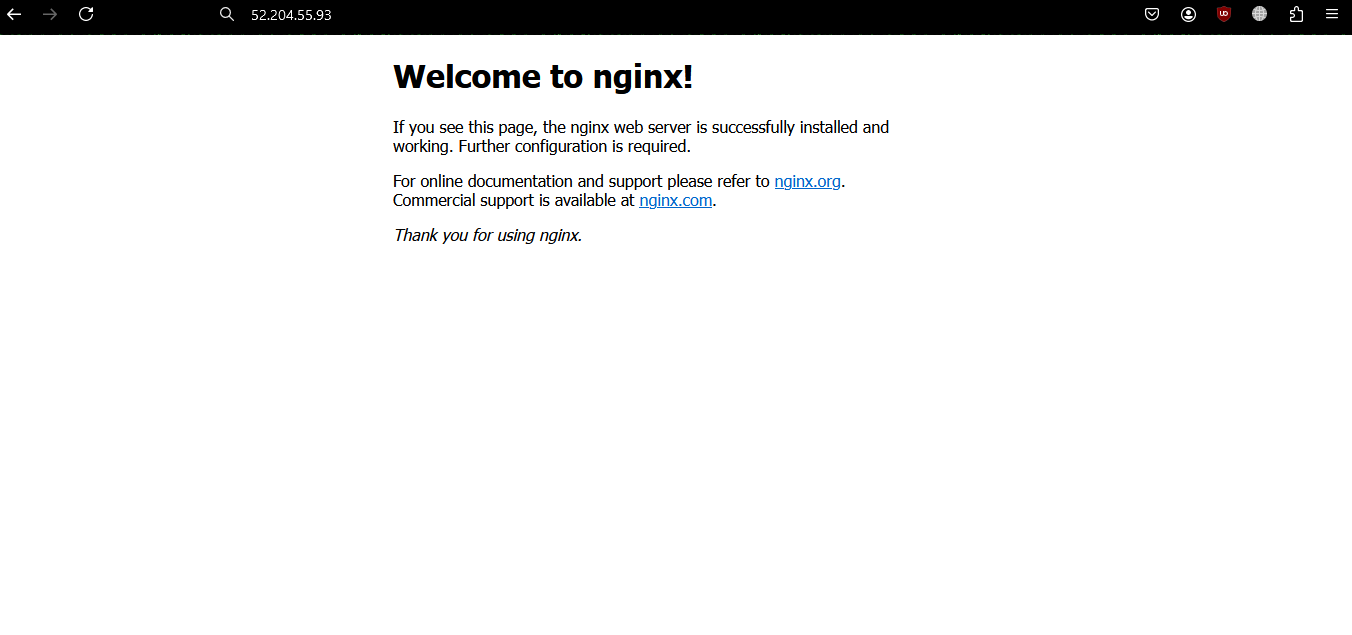 52.204.55.93
Welcome to nginx!
If you see this page, the nginx web server is successfully installed and
working. Further configuration is required.
For online documentation and support please refer to nginx.org.
Commercial support is available at nginx.com.
Thank you for using nginx.